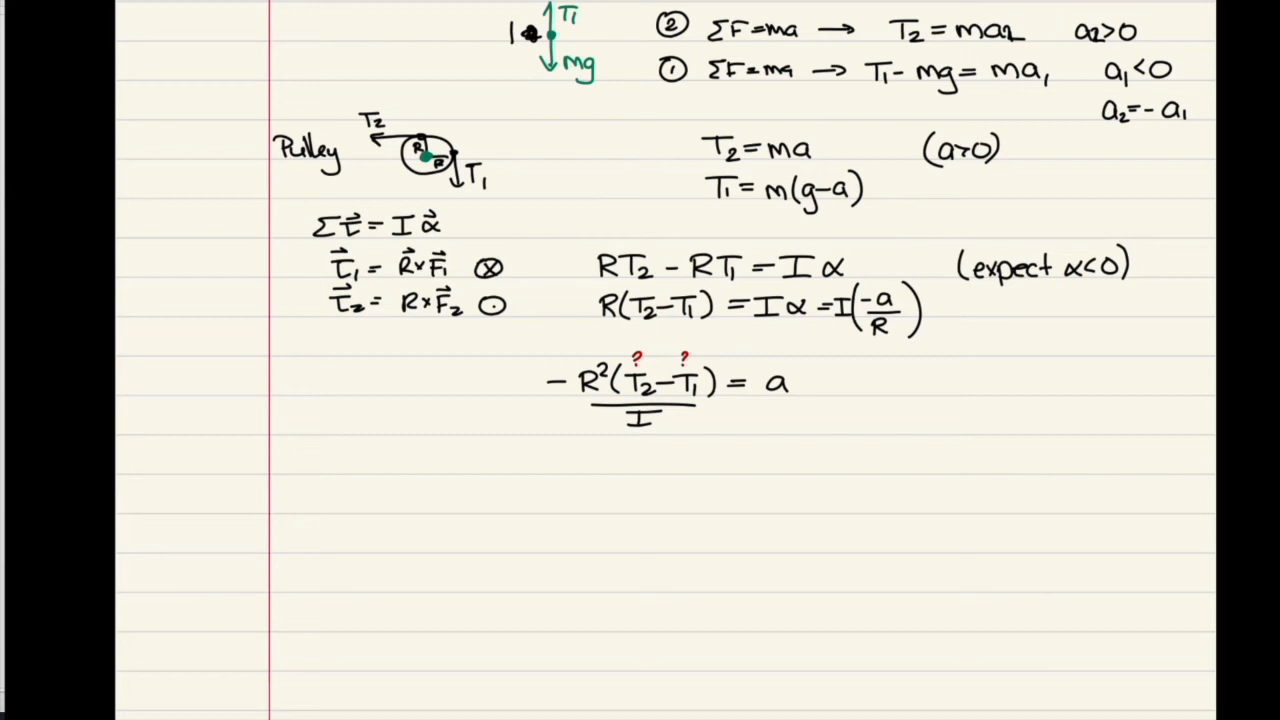 T₁
② ΣF=ma → T₂ = ma₂ a₂>0
mg
① ΣF=ma → T₁ - mg = ma₁ a₁<0
a₂ = -a₁
Pulley T₂ R R T₁
T₂ = ma (a>0)
T₁ = m(g-a)
Στ⃗ = I α⃗
τ⃗₁ = R⃗×F⃗₁ ⊗ RT₂ - RT₁ = Iα (expect α<0)
τ⃗₂ = R×F⃗₂ ⊙ R(T₂-T₁) = Iα = I(-a/R)
? ?
-R²(T₂-T₁)/I = a